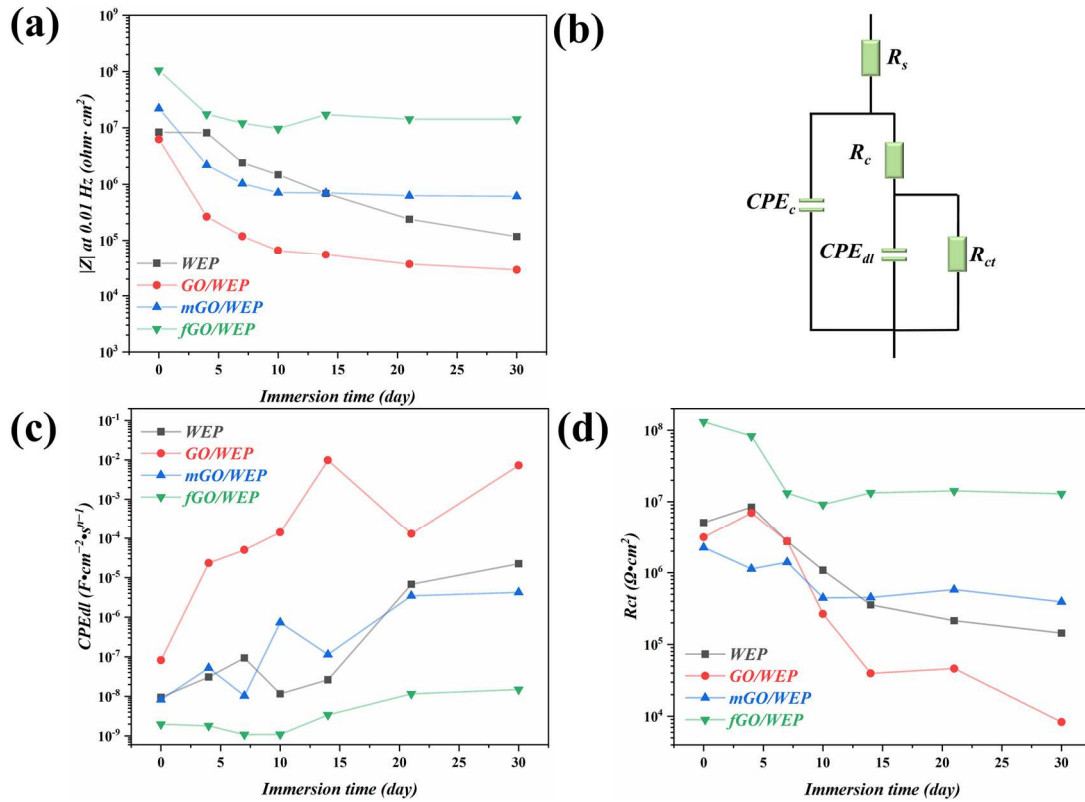 (a)
|Z| at 0.01 Hz (ohm· cm²)
10⁹
10⁸
10⁷
10⁶
10⁵
10⁴
10³
WEP
GO/WEP
mGO/WEP
fGO/WEP
0 5 10 15 20 25 30
Immersion time (day)
(b)
Rₛ
R_c
CPE_c
CPE_dl
R_ct
(c)
CPEdl (F•cm⁻²•sⁿ⁻¹)
10⁻¹
10⁻²
10⁻³
10⁻⁴
10⁻⁵
10⁻⁶
10⁻⁷
10⁻⁸
10⁻⁹
WEP
GO/WEP
mGO/WEP
fGO/WEP
0 5 10 15 20 25 30
Immersion time (day)
(d)
Rct (Ω•cm²)
10⁸
10⁷
10⁶
10⁵
10⁴
WEP
GO/WEP
mGO/WEP
fGO/WEP
0 5 10 15 20 25 30
Immersion time (day)